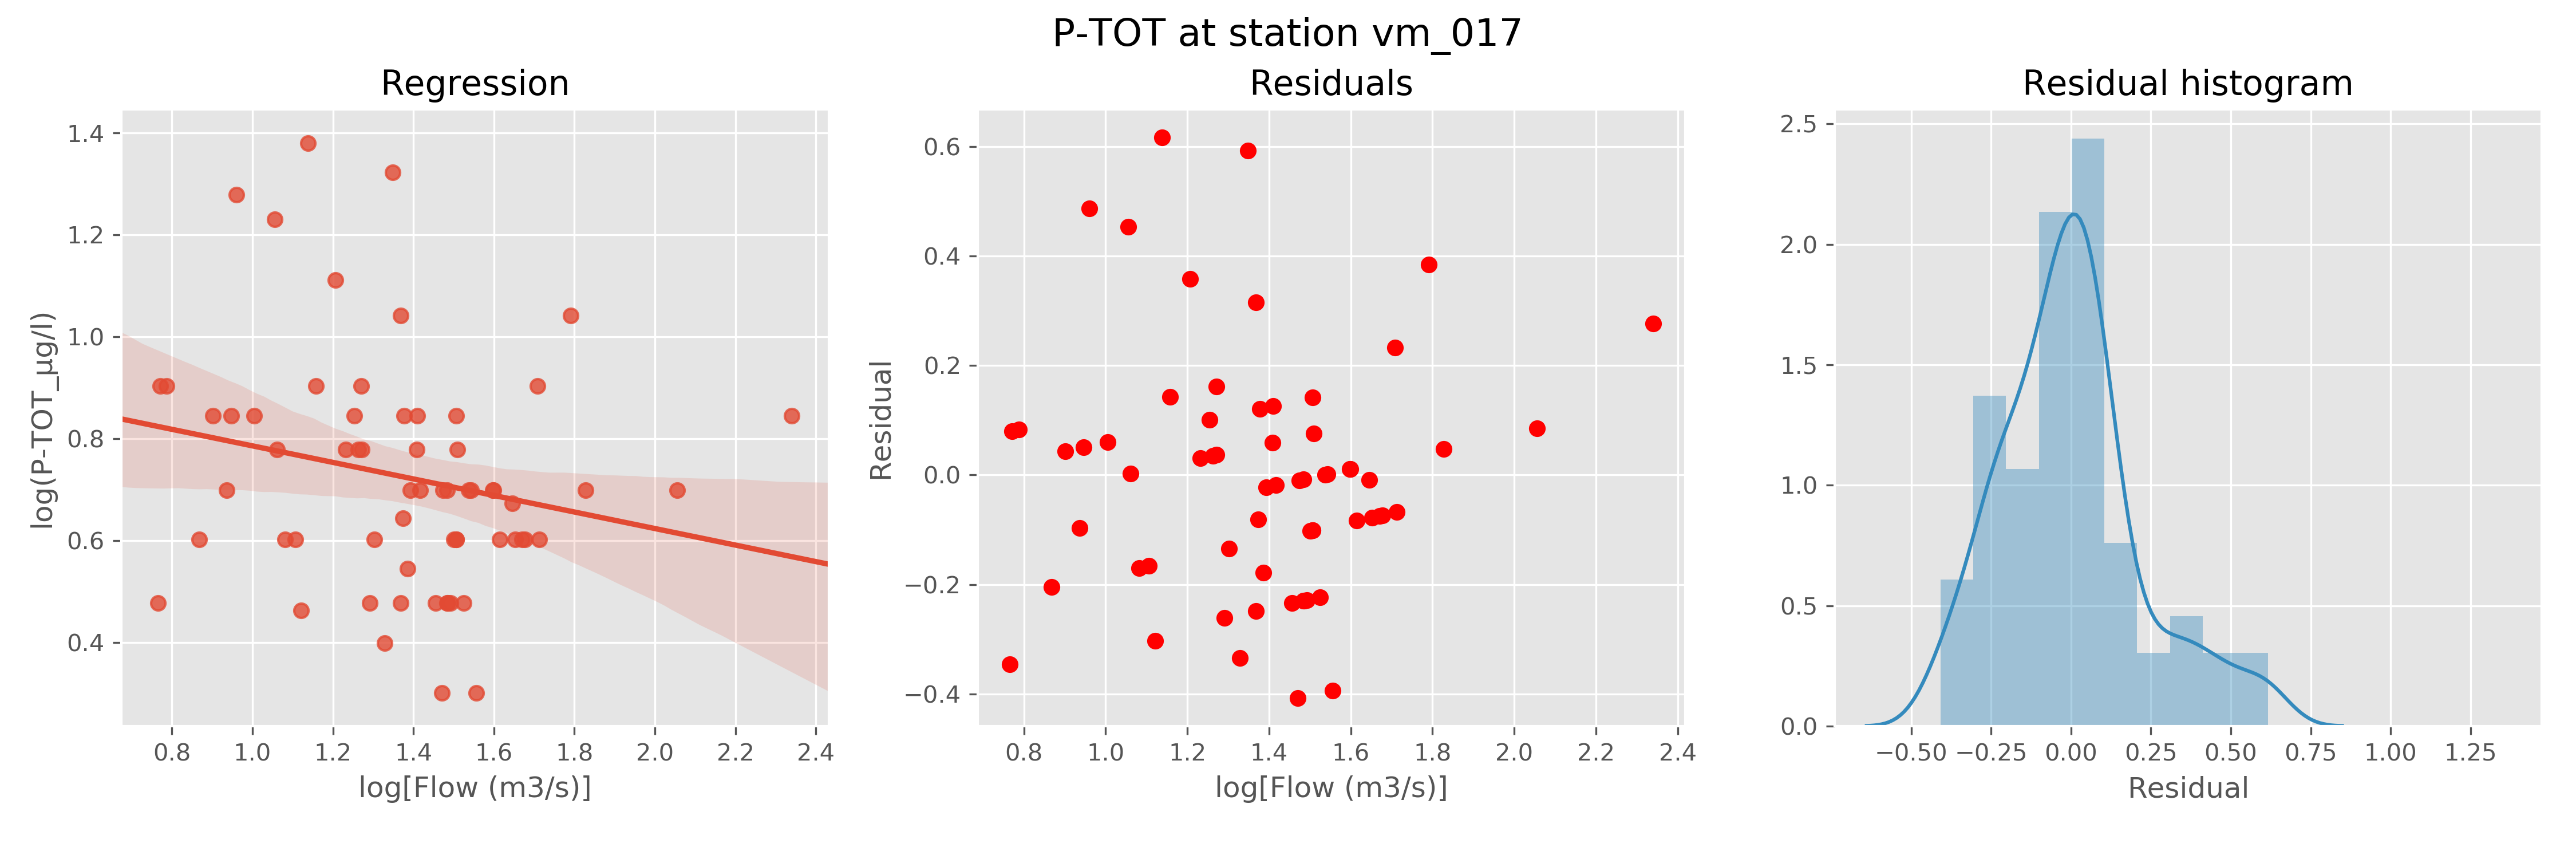 P-TOT at station vm_017
Regression
1.4
1.2
1.0
0.8
0.6
0.4
log(P-TOT_µg/l)
0.8 1.0 1.2 1.4 1.6 1.8 2.0 2.2 2.4
log[Flow (m3/s)]
Residuals
0.6
0.4
0.2
0.0
−0.2
−0.4
Residual
0.8 1.0 1.2 1.4 1.6 1.8 2.0 2.2 2.4
log[Flow (m3/s)]
Residual histogram
2.5
2.0
1.5
1.0
0.5
0.0
−0.50 −0.25 0.00 0.25 0.50 0.75 1.00 1.25
Residual